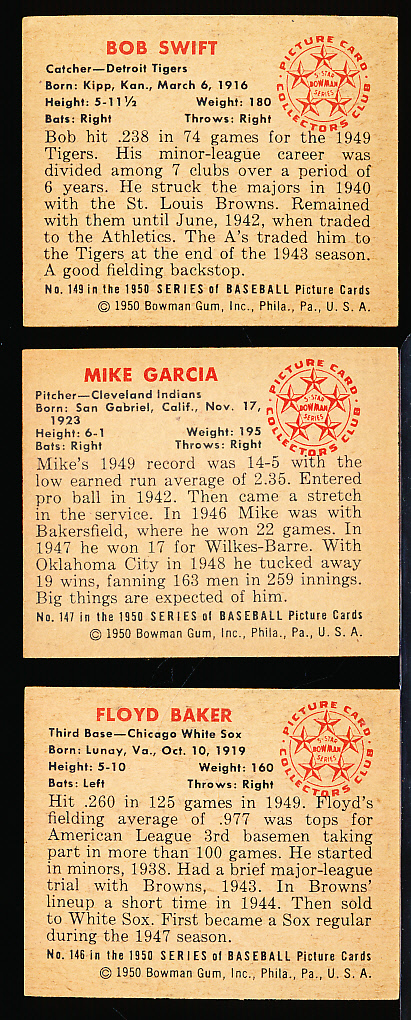 BOB SWIFT
Catcher—Detroit Tigers
Born: Kipp, Kan., March 6, 1916
Height: 5-11½ Weight: 180
Bats: Right Throws: Right
Bob hit .238 in 74 games for the 1949
Tigers. His minor-league career was
divided among 7 clubs over a period of
6 years. He struck the majors in 1940
with the St. Louis Browns. Remained
with them until June, 1942, when traded
to the Athletics. The A's traded him to
the Tigers at the end of the 1943 season.
A good fielding backstop.
No. 149 in the 1950 SERIES of BASEBALL Picture Cards
© 1950 Bowman Gum, Inc., Phila., Pa., U. S. A.
PICTURE CARD
COLLECTORS CLUB
5-STAR
BOWMAN
SERIES
MIKE GARCIA
Pitcher—Cleveland Indians
Born: San Gabriel, Calif., Nov. 17,
1923
Height: 6-1 Weight: 195
Bats: Right Throws: Right
Mike's 1949 record was 14-5 with the
low earned run average of 2.35. Entered
pro ball in 1942. Then came a stretch
in the service. In 1946 Mike was with
Bakersfield, where he won 22 games. In
1947 he won 17 for Wilkes-Barre. With
Oklahoma City in 1948 he tucked away
19 wins, fanning 163 men in 259 innings.
Big things are expected of him.
No. 147 in the 1950 SERIES of BASEBALL Picture Cards
© 1950 Bowman Gum, Inc., Phila., Pa., U. S. A.
PICTURE CARD
COLLECTORS CLUB
5-STAR
BOWMAN
SERIES
FLOYD BAKER
Third Base—Chicago White Sox
Born: Lunay, Va., Oct. 10, 1919
Height: 5-10 Weight: 160
Bats: Left Throws: Right
Hit .260 in 125 games in 1949. Floyd's
fielding average of .977 was tops for
American League 3rd basemen taking
part in more than 100 games. He started
in minors, 1938. Had a brief major-league
trial with Browns, 1943. In Browns'
lineup a short time in 1944. Then sold
to White Sox. First became a Sox regular
during the 1947 season.
No. 146 in the 1950 SERIES of BASEBALL Picture Cards
© 1950 Bowman Gum, Inc., Phila., Pa., U. S. A.
PICTURE CARD
COLLECTORS CLUB
5-STAR
BOWMAN
SERIES